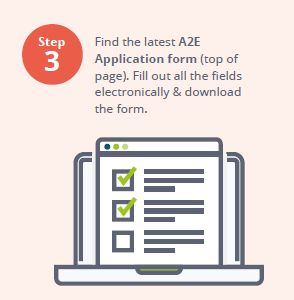 Step
3
Find the latest A2E
Application form (top of
page). Fill out all the fields
electronically & download
the form.